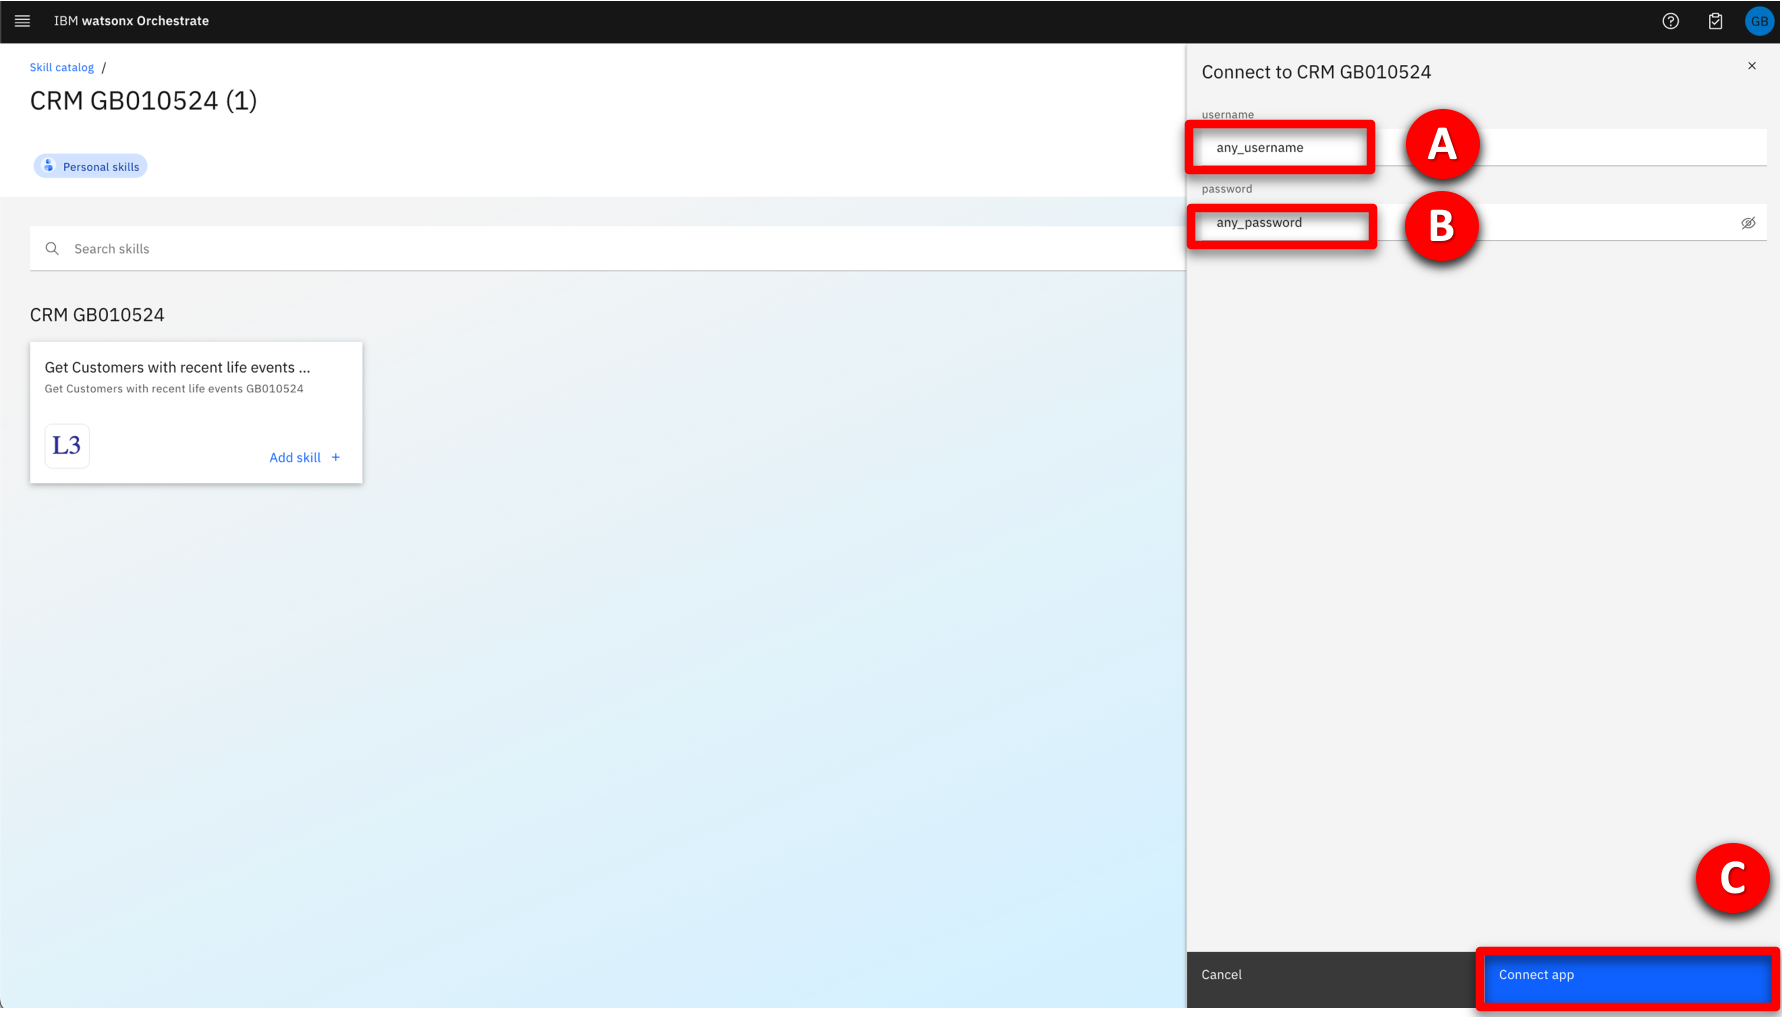 IBM watsonx Orchestrate
GB
Skill catalog /
CRM GB010524 (1)
Personal skills
Search skills
CRM GB010524
Get Customers with recent life events ...
Get Customers with recent life events GB010524
L3
Add skill +
Connect to CRM GB010524
username
any_username
A
password
any_password
B
C
Cancel
Connect app